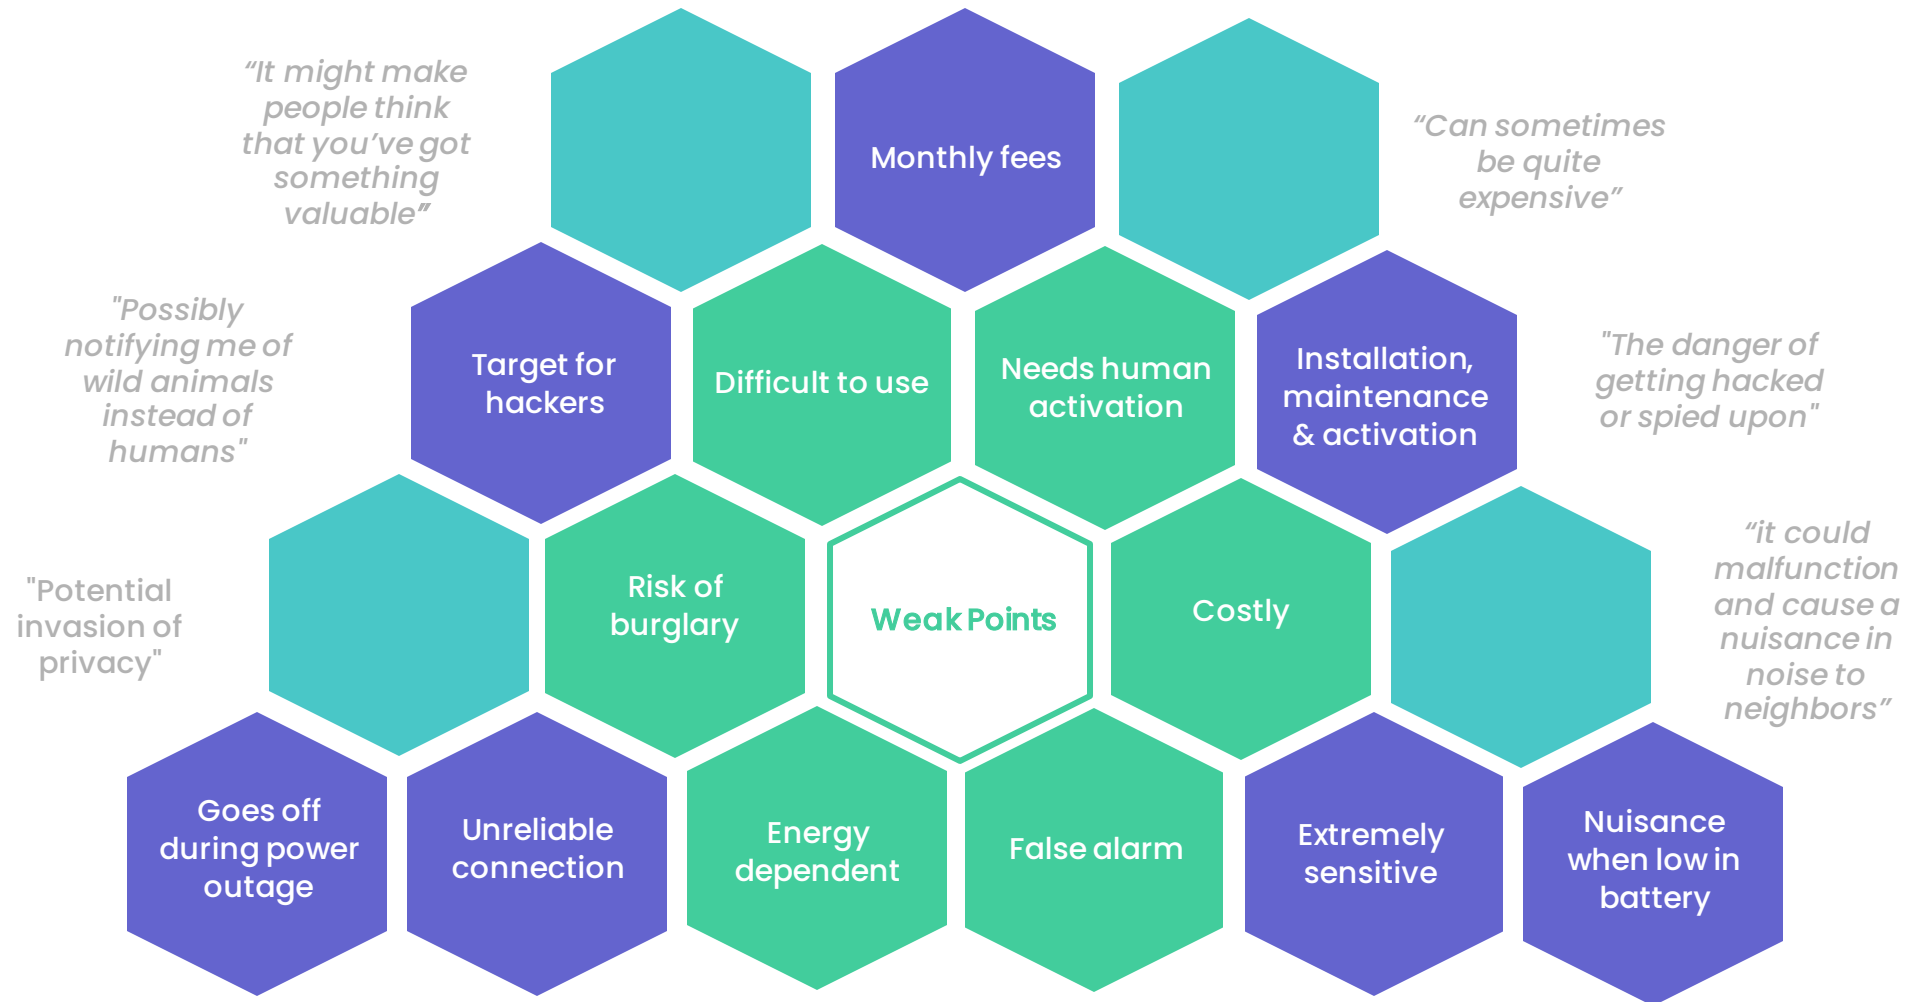 “It might make
people think
that you’ve got
something
valuable”
Monthly fees
“Can sometimes
be quite
expensive”
"Possibly
notifying me of
wild animals
instead of
humans"
Target for
hackers
Difficult to use
Needs human
activation
Installation,
maintenance
& activation
"The danger of
getting hacked
or spied upon"
"Potential
invasion of
privacy"
Risk of
burglary
Weak Points
Costly
“it could
malfunction
and cause a
nuisance in
noise to
neighbors”
Goes off
during power
outage
Unreliable
connection
Energy
dependent
False alarm
Extremely
sensitive
Nuisance
when low in
battery